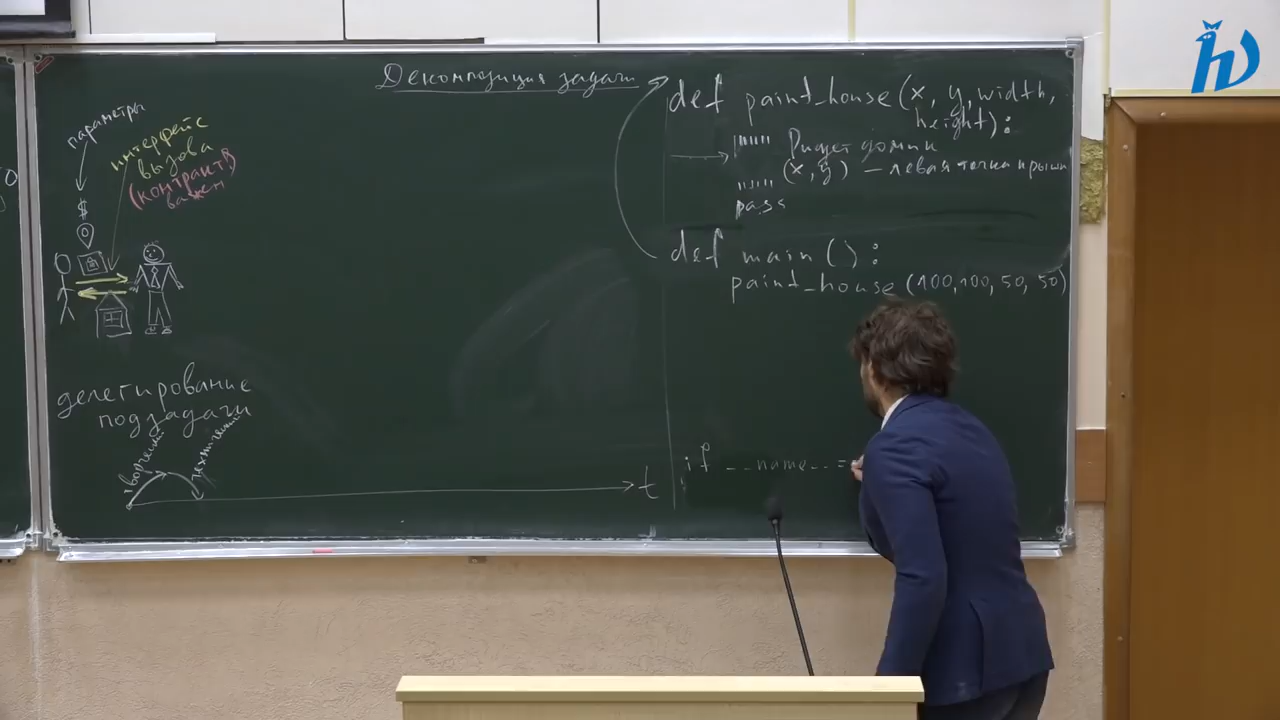 Декомпозиция задачи
параметры
интерфейс
вызова
(контракт)
важен
$
делегирование
подзадачи
t
def paint_house(x, y, width,
height):
""""" Рисует домик
(x,y) – левая точка крыши
"""""
pass
def main():
paint_house(100,100, 50, 50)
if __name__ =